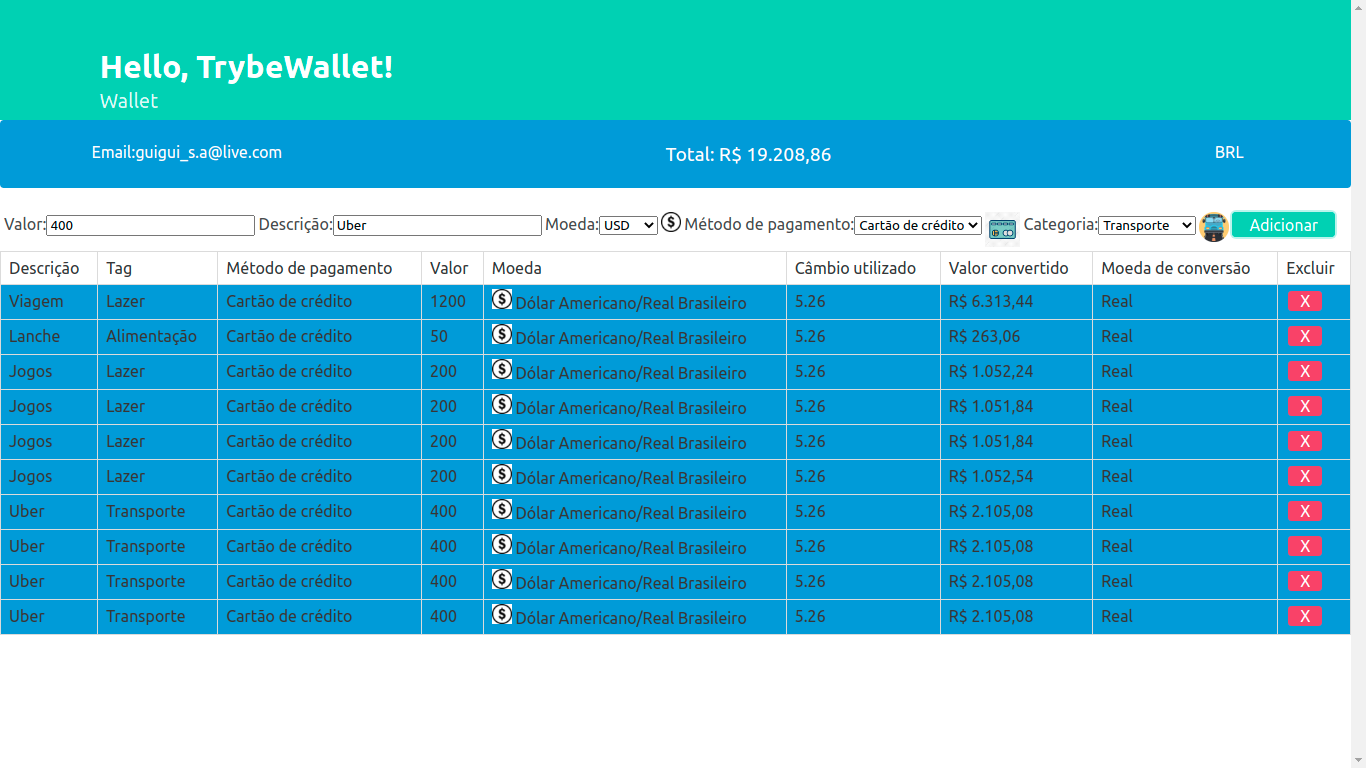 Hello, TrybeWallet!
Wallet
Email:guigui_s.a@live.com Total: R$ 19.208,86 BRL
Valor: 400 Descrição: Uber Moeda: USD $ Método de pagamento: Cartão de crédito Categoria: Transporte Adicionar
Descrição Tag Método de pagamento Valor Moeda Câmbio utilizado Valor convertido Moeda de conversão Excluir
Viagem Lazer Cartão de crédito 1200 $ Dólar Americano/Real Brasileiro 5.26 R$ 6.313,44 Real X
Lanche Alimentação Cartão de crédito 50 $ Dólar Americano/Real Brasileiro 5.26 R$ 263,06 Real X
Jogos Lazer Cartão de crédito 200 $ Dólar Americano/Real Brasileiro 5.26 R$ 1.052,24 Real X
Jogos Lazer Cartão de crédito 200 $ Dólar Americano/Real Brasileiro 5.26 R$ 1.051,84 Real X
Jogos Lazer Cartão de crédito 200 $ Dólar Americano/Real Brasileiro 5.26 R$ 1.051,84 Real X
Jogos Lazer Cartão de crédito 200 $ Dólar Americano/Real Brasileiro 5.26 R$ 1.052,54 Real X
Uber Transporte Cartão de crédito 400 $ Dólar Americano/Real Brasileiro 5.26 R$ 2.105,08 Real X
Uber Transporte Cartão de crédito 400 $ Dólar Americano/Real Brasileiro 5.26 R$ 2.105,08 Real X
Uber Transporte Cartão de crédito 400 $ Dólar Americano/Real Brasileiro 5.26 R$ 2.105,08 Real X
Uber Transporte Cartão de crédito 400 $ Dólar Americano/Real Brasileiro 5.26 R$ 2.105,08 Real X